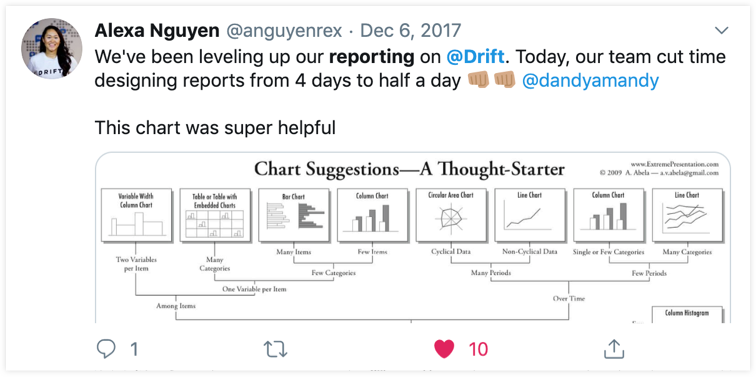 Alexa Nguyen @anguyenrex · Dec 6, 2017
We've been leveling up our reporting on @Drift. Today, our team cut time
designing reports from 4 days to half a day 👊🏽 👊🏽 @dandyamandy
This chart was super helpful
DRIFT
Chart Suggestions—A Thought-Starter
www.ExtremePresentation.com
© 2009 A. Abela — a.v.abela@gmail.com
Variable Width
Column Chart
Table or Table with
Embedded Charts
Bar Chart
Column Chart
Circular Area Chart
Line Chart
Column Chart
Line Chart
Two Variables
per Item
Many
Categories
Many Items
Few Items
Cyclical Data
Non-Cyclical Data
Single or Few Categories
Many Categories
Few Categories
Many Periods
Few Periods
One Variable per Item
Among Items
Over Time
Column Histogram
1
10